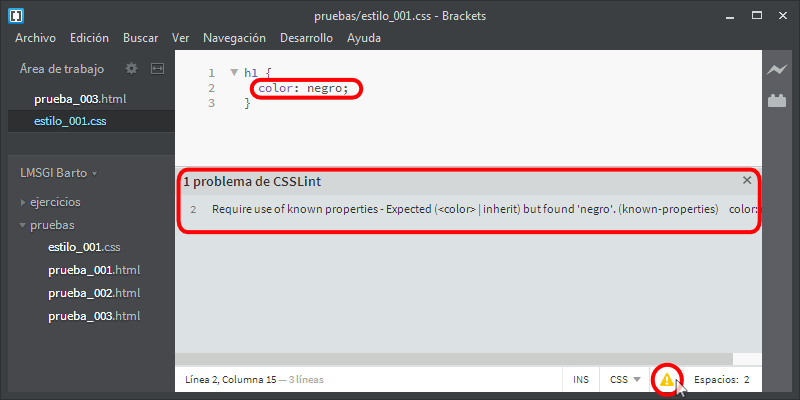 pruebas/estilo_001.css - Brackets
Archivo Edición Buscar Ver Navegación Desarrollo Ayuda
Área de trabajo
prueba_003.html
estilo_001.css
LMSGI Barto
ejercicios
pruebas
estilo_001.css
prueba_001.html
prueba_002.html
prueba_003.html
1 h1 {
2 color: negro;
3 }
1 problema de CSSLint
2 Require use of known properties - Expected (<color> | inherit) but found 'negro'. (known-properties) color:
Línea 2, Columna 15 — 3 líneas INS CSS Espacios: 2